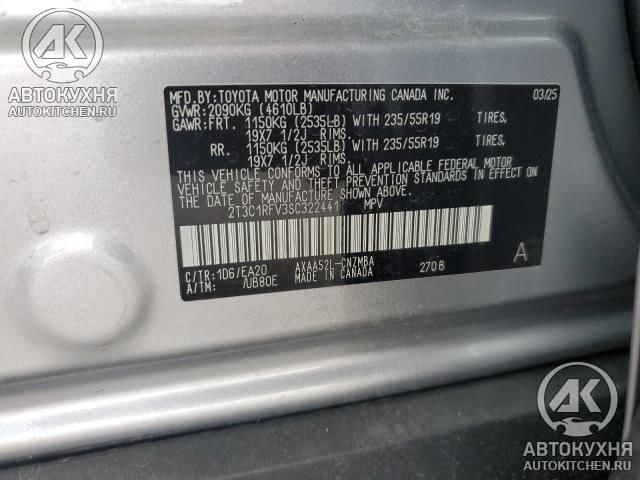 MFD.BY:TOYOTA MOTOR MANUFACTURING CANADA INC. 03/25
GVWR:2090KG (4610LB)
GAWR:FRT. 1150KG (2535LB) WITH 235/55R19 TIRES,
19X7 1/2J RIMS.
RR. 1150KG (2535LB) WITH 235/55R19 TIRES,
19X7 1/2J RIMS.
THIS VEHICLE CONFORMS TO ALL APPLICABLE FEDERAL MOTOR
VEHICLE SAFETY AND THEFT PREVENTION STANDARDS IN EFFECT
ON THE DATE OF MANUFACTURE SHOWN ABOVE.
2T3C1RFV3SC322441 MPV
C/TR:1D6/EA20 AXAA52L-CNZMBA 270B A
A/TM: /UB80E MADE IN CANADA
AK
АВТОКУХНЯ
AUTOKITCHEN.RU
AK
АВТОКУХНЯ
AUTOKITCHEN.RU